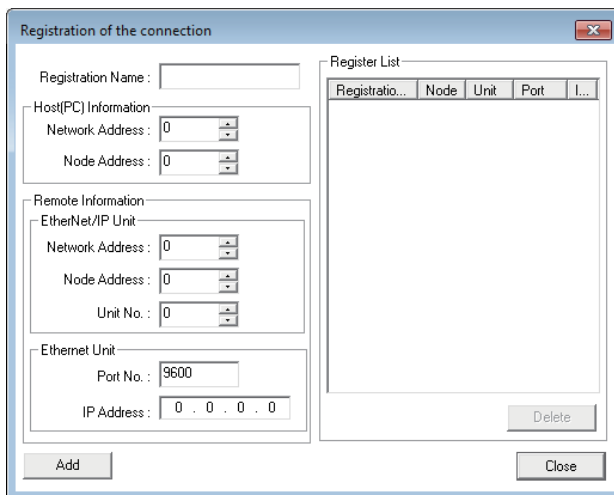 Registration of the connection
Registration Name :
Host(PC) Information
Network Address : 0
Node Address : 0
Remote Information
EtherNet/IP Unit
Network Address : 0
Node Address : 0
Unit No. : 0
Ethernet Unit
Port No. : 9600
IP Address : 0 . 0 . 0 . 0
Add
Register List
Registratio... Node Unit Port I...
Delete
Close